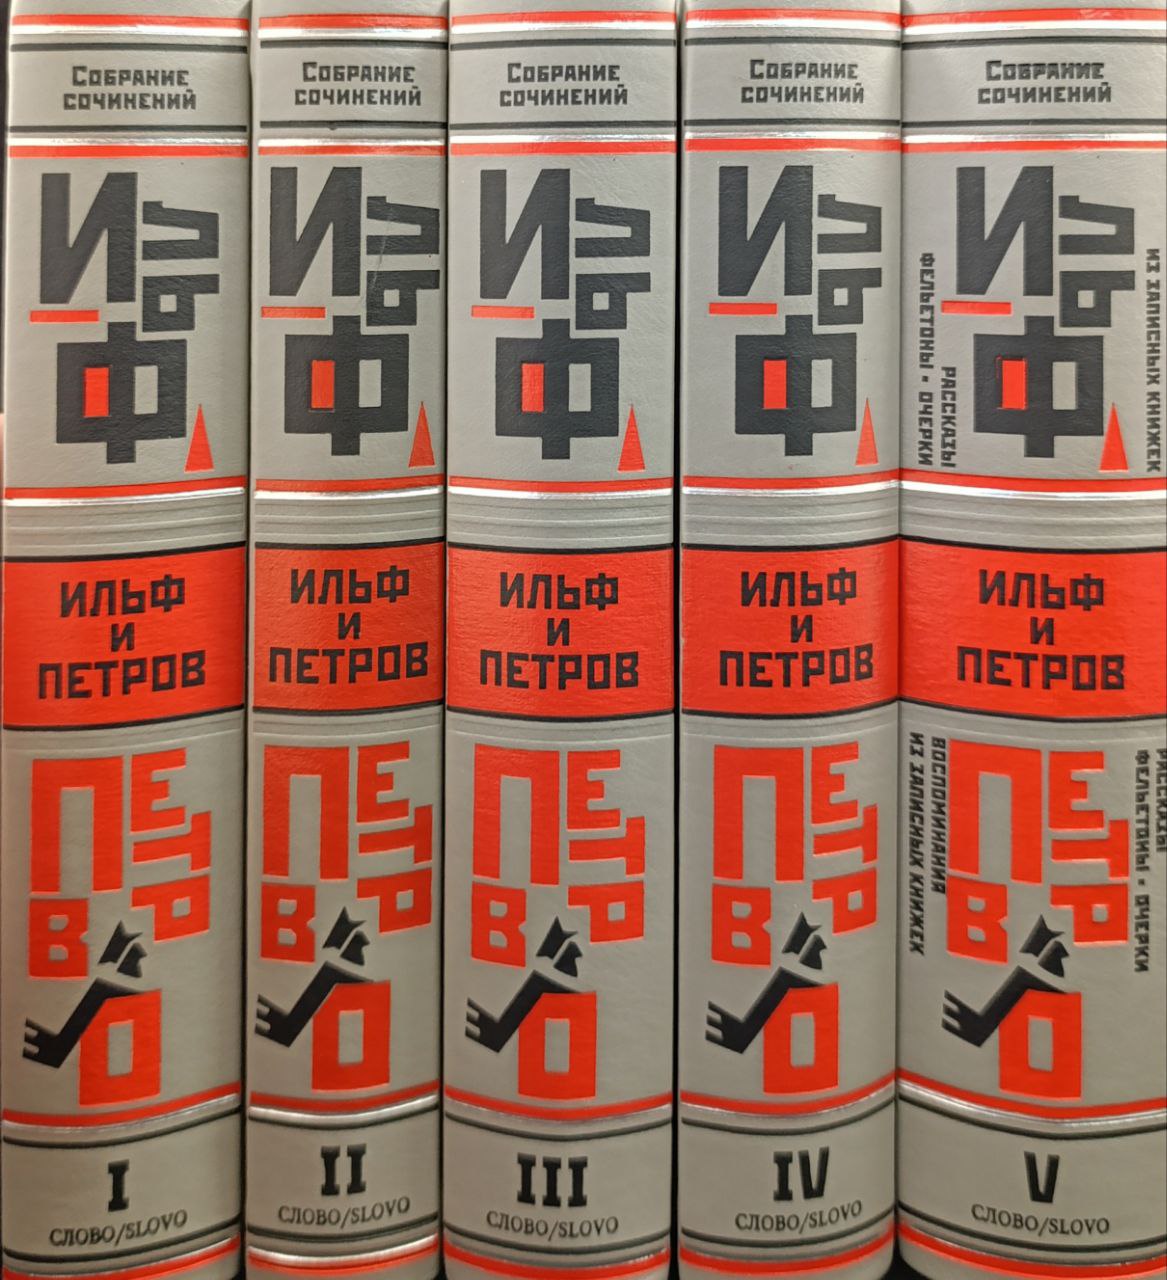 Собрание
сочинений
ИЛЬФ
ИЛЬФ
И
ПЕТРОВ
ПЕТРОВ
I
СЛОВО/SLOVO
Собрание
сочинений
ИЛЬФ
ИЛЬФ
И
ПЕТРОВ
ПЕТРОВ
II
СЛОВО/SLOVO
Собрание
сочинений
ИЛЬФ
ИЛЬФ
И
ПЕТРОВ
ПЕТРОВ
III
СЛОВО/SLOVO
Собрание
сочинений
ИЛЬФ
ИЛЬФ
И
ПЕТРОВ
ПЕТРОВ
IV
СЛОВО/SLOVO
Собрание
сочинений
ФЕЛЬЕТОНЫ • ОЧЕРКИ
РАССКАЗЫ
ИЛЬФ
ИЗ ЗАПИСНЫХ КНИЖЕК
ИЛЬФ
И
ПЕТРОВ
ИЗ ЗАПИСНЫХ КНИЖЕК
ВОСПОМИНАНИЯ
ПЕТРОВ
ФЕЛЬЕТОНЫ • ОЧЕРКИ
РАССКАЗЫ
V
СЛОВО/SLOVO